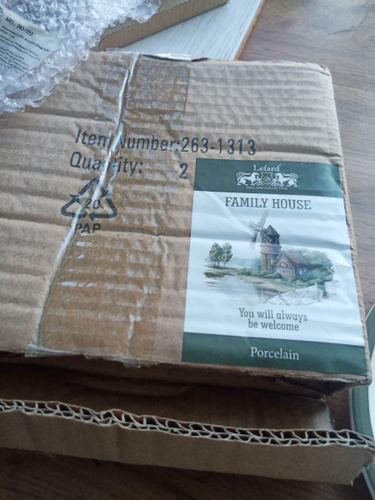 Item Number:263-1313
Quantity: 2
20
PAP
Lefard
FAMILY HOUSE
You will always
be welcome
Porcelain